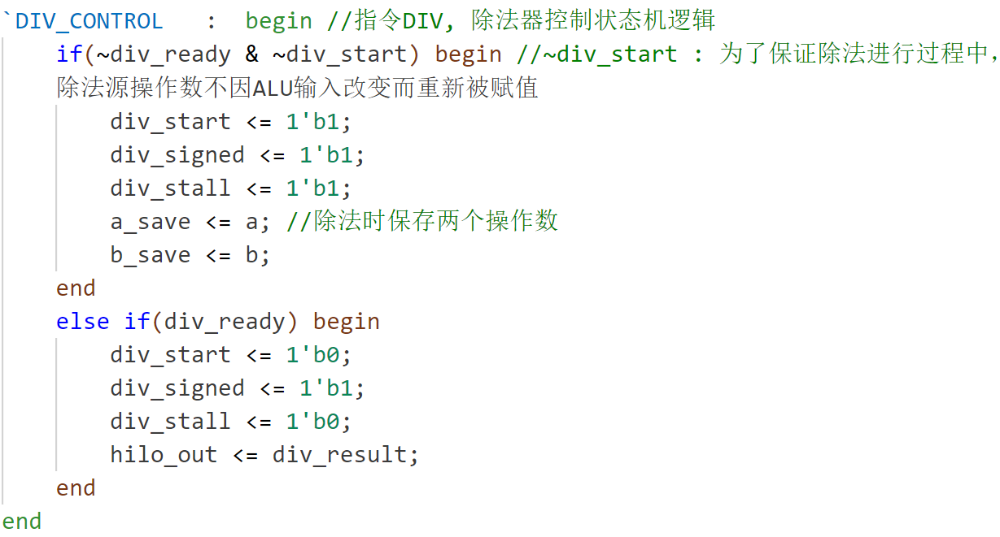 `DIV_CONTROL   :  begin //指令DIV, 除法器控制状态机逻辑
    if(~div_ready & ~div_start) begin //~div_start : 为了保证除法进行过程中，
    除法源操作数不因ALU输入改变而重新被赋值
        div_start <= 1'b1;
        div_signed <= 1'b1;
        div_stall <= 1'b1;
        a_save <= a; //除法时保存两个操作数
        b_save <= b;
    end
    else if(div_ready) begin
        div_start <= 1'b0;
        div_signed <= 1'b1;
        div_stall <= 1'b0;
        hilo_out <= div_result;
    end
end